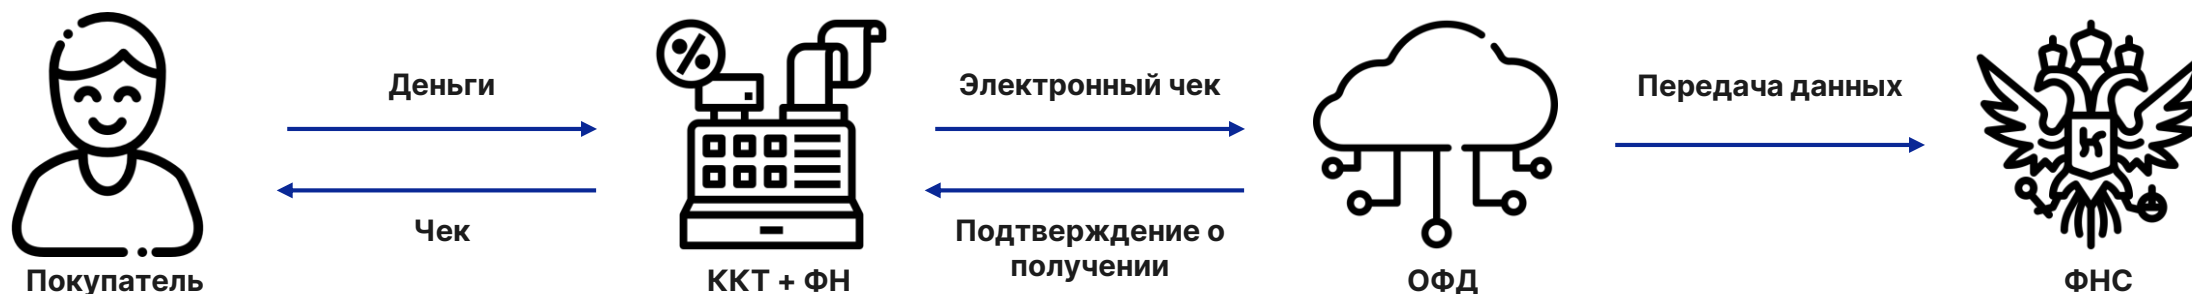 Деньги
Чек
Электронный чек
Подтверждение о
получении
Передача данных
Покупатель
ККТ + ФН
ОФД
ФНС